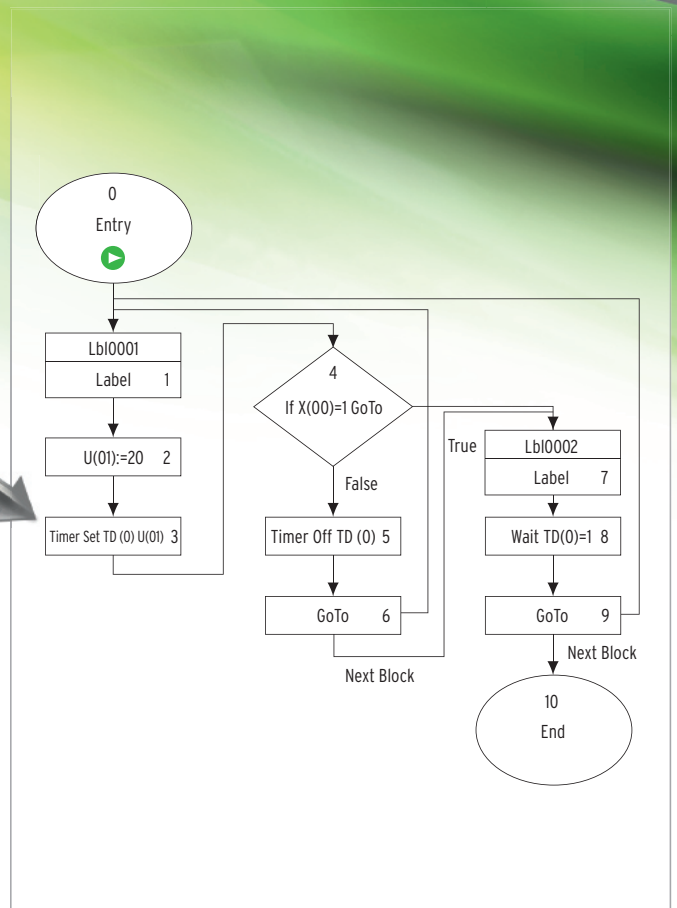 0
Entry
Lbl0001
Label 1
U(01):=20 2
Timer Set TD (0) U(01) 3
4
If X(00)=1 GoTo
False
Timer Off TD (0) 5
GoTo 6
Next Block
True
Lbl0002
Label 7
Wait TD(0)=1 8
GoTo 9
Next Block
10
End